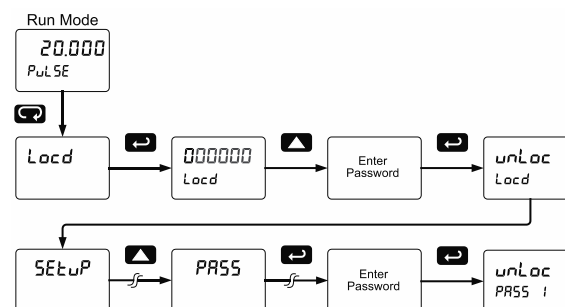 Run Mode
20.000
PuLSE
Locd
000000
Locd
Enter
Password
unLoc
Locd
SEtuP
PASS
Enter
Password
unLoc
PASS 1